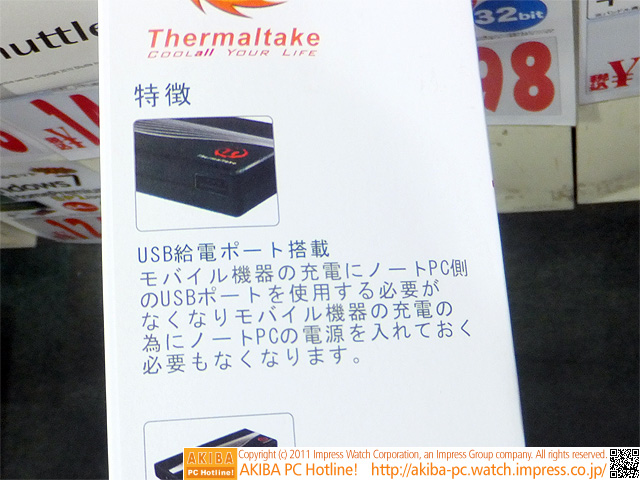 huttle
32bit
98
Thermaltake
COOLall YOUR LIFE
特徴
Thermaltake
USB給電ポート搭載
モバイル機器の充電にノートPC側
のUSBポートを使用する必要が
なくなりモバイル機器の充電の
為にノートPCの電源を入れておく
必要もなくなります。
AKIBA
PC Hotline!
Copyright (c) 2011 Impress Watch Corporation, an Impress Group company. All rights reserved.
AKIBA PC Hotline! http://akiba-pc.watch.impress.co.jp/